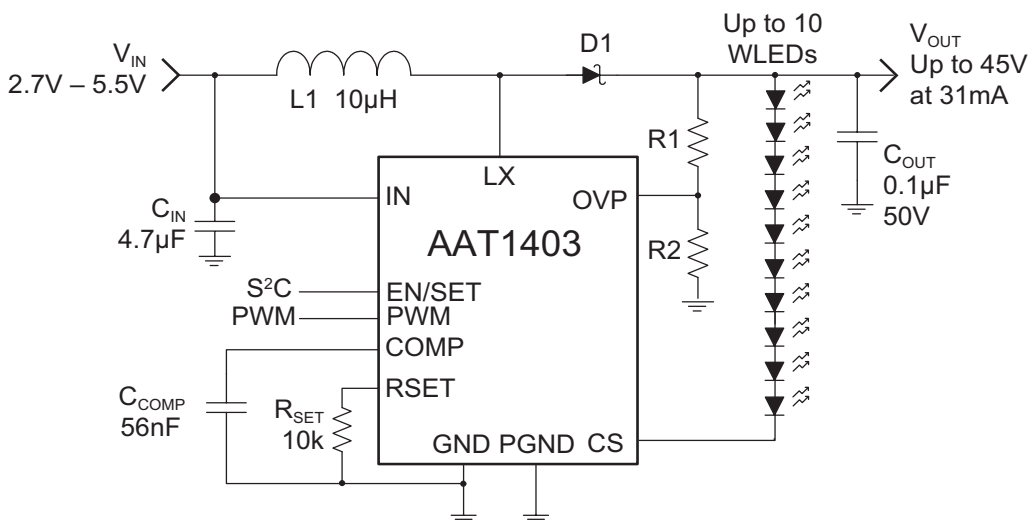 V_IN
2.7V – 5.5V
L1 10µH
D1
Up to 10
WLEDs
V_OUT
Up to 45V
at 31mA
R1
C_OUT
0.1µF
50V
LX
IN
OVP
C_IN
4.7µF
AAT1403
R2
S²C
EN/SET
PWM
PWM
COMP
RSET
C_COMP
56nF
R_SET
10k
GND
PGND
CS